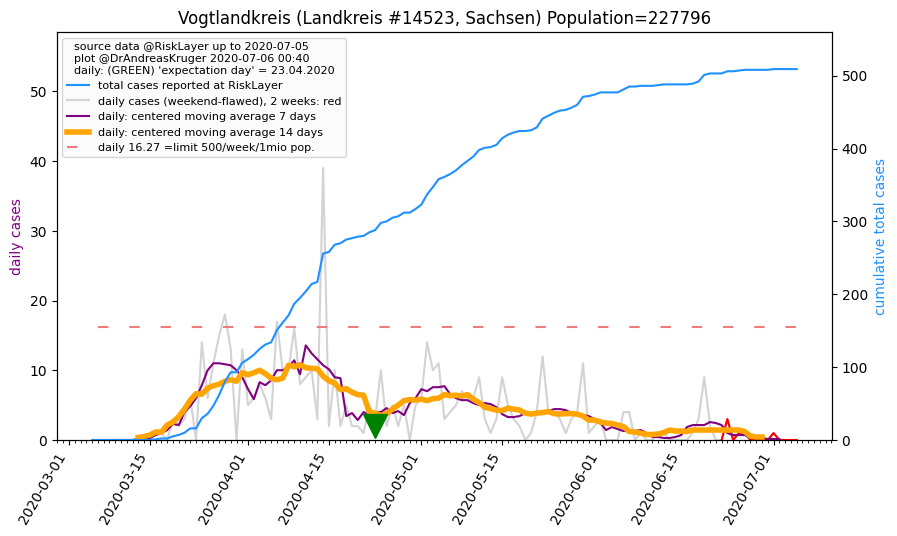 Vogtlandkreis (Landkreis #14523, Sachsen) Population=227796
source data @RiskLayer up to 2020-07-05
plot @DrAndreasKruger 2020-07-06 00:40
daily: (GREEN) 'expectation day' = 23.04.2020
total cases reported at RiskLayer
daily cases (weekend-flawed), 2 weeks: red
daily: centered moving average 7 days
daily: centered moving average 14 days
daily 16.27 =limit 500/week/1mio pop.
daily cases
50
40
30
20
10
0
cumulative total cases
500
400
300
200
100
0
2020-03-01
2020-03-15
2020-04-01
2020-04-15
2020-05-01
2020-05-15
2020-06-01
2020-06-15
2020-07-01